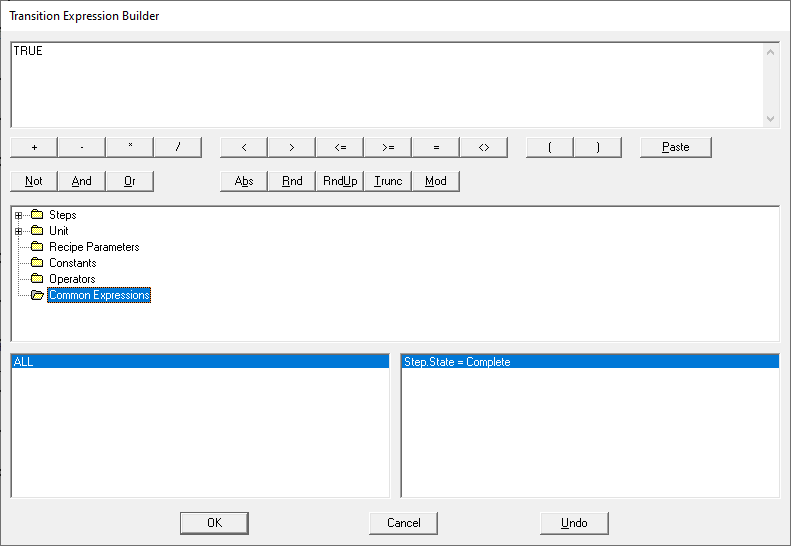 Transition Expression Builder
TRUE
+ - * / < > <= >= = <> ( ) Paste
Not And Or Abs Rnd RndUp Trunc Mod
Steps
Unit
Recipe Parameters
Constants
Operators
Common Expressions
ALL
Step.State = Complete
OK Cancel Undo